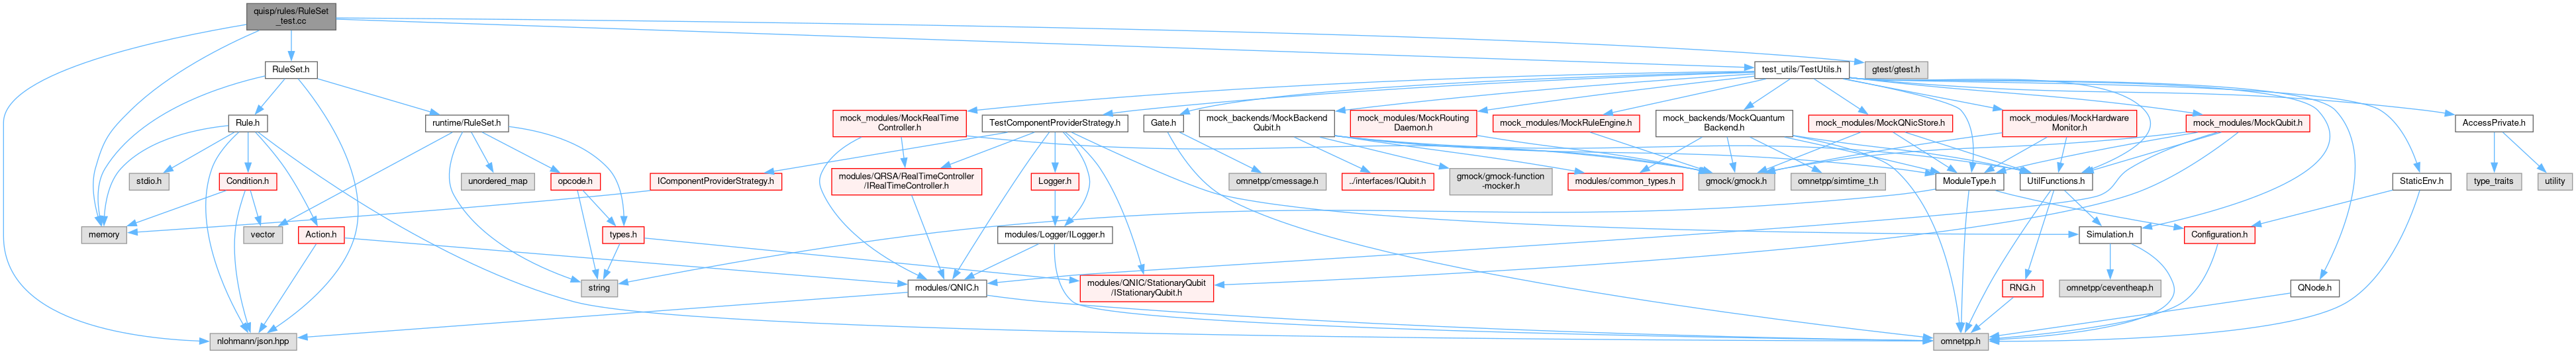 quisp/rules/RuleSet
_test.cc
RuleSet.h
test_utils/TestUtils.h
gtest/gtest.h
Rule.h
runtime/RuleSet.h
mock_modules/MockRealTime
Controller.h
TestComponentProviderStrategy.h
Gate.h
mock_backends/MockBackend
Qubit.h
mock_modules/MockRouting
Daemon.h
mock_modules/MockRuleEngine.h
mock_backends/MockQuantum
Backend.h
mock_modules/MockQNicStore.h
mock_modules/MockHardware
Monitor.h
mock_modules/MockQubit.h
AccessPrivate.h
stdio.h
Condition.h
unordered_map
opcode.h
IComponentProviderStrategy.h
modules/QRSA/RealTimeController
/IRealTimeController.h
Logger.h
omnetpp/cmessage.h
../interfaces/IQubit.h
gmock/gmock-function
-mocker.h
modules/common_types.h
gmock/gmock.h
omnetpp/simtime_t.h
ModuleType.h
UtilFunctions.h
StaticEnv.h
type_traits
utility
memory
vector
Action.h
types.h
modules/Logger/ILogger.h
Simulation.h
Configuration.h
string
modules/QNIC.h
modules/QNIC/StationaryQubit
/IStationaryQubit.h
RNG.h
omnetpp/ceventheap.h
QNode.h
nlohmann/json.hpp
omnetpp.h